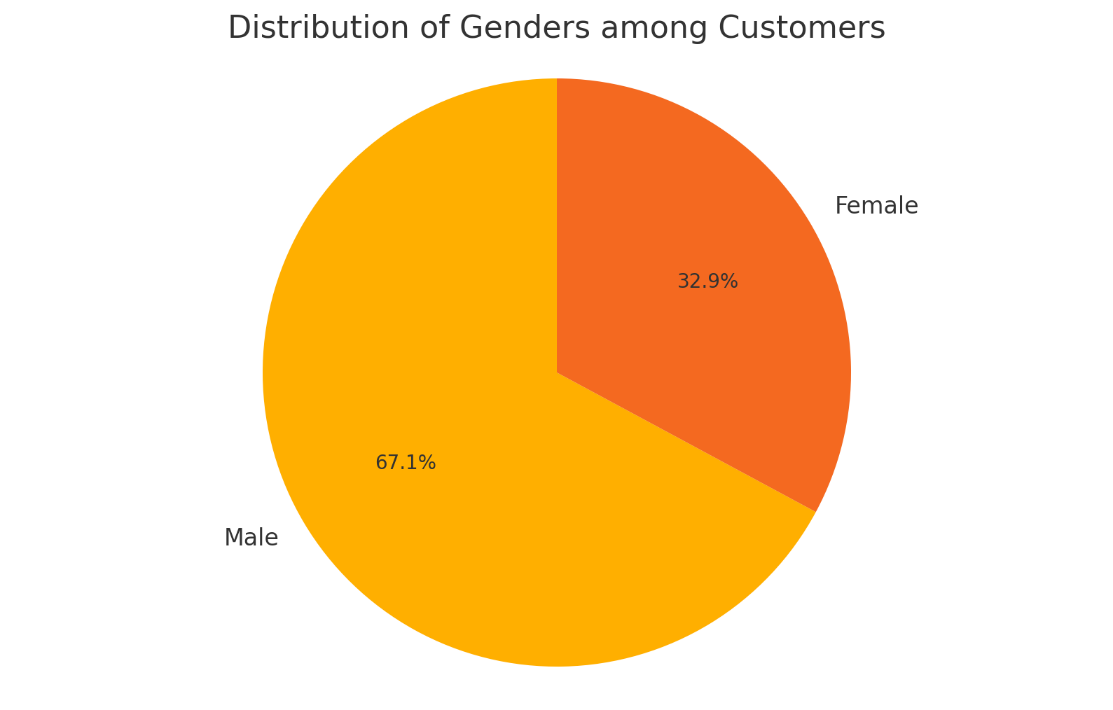 Distribution of Genders among Customers
Female
32.9%
67.1%
Male